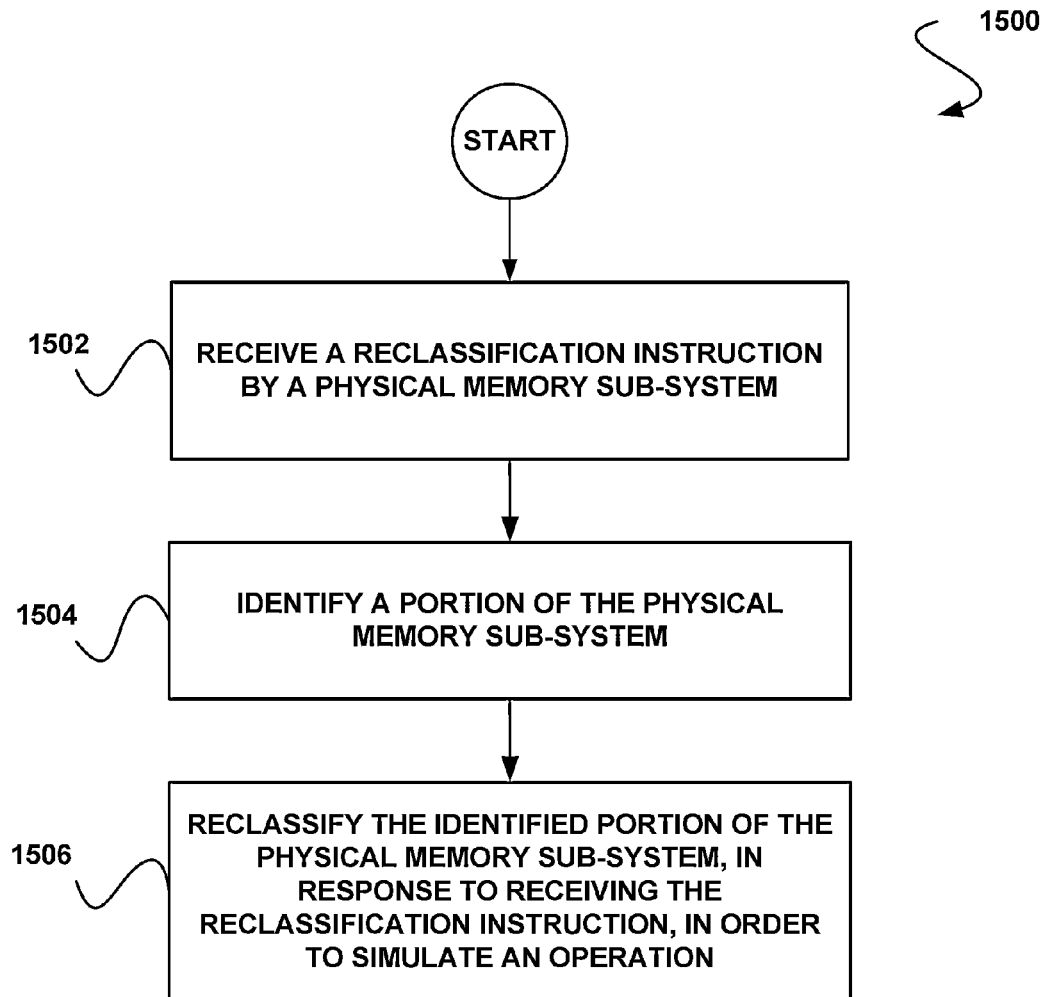 1500
START
1502
RECEIVE A RECLASSIFICATION INSTRUCTION
BY A PHYSICAL MEMORY SUB-SYSTEM
1504
IDENTIFY A PORTION OF THE PHYSICAL
MEMORY SUB-SYSTEM
1506
RECLASSIFY THE IDENTIFIED PORTION OF THE
PHYSICAL MEMORY SUB-SYSTEM, IN
RESPONSE TO RECEIVING THE
RECLASSIFICATION INSTRUCTION, IN ORDER
TO SIMULATE AN OPERATION